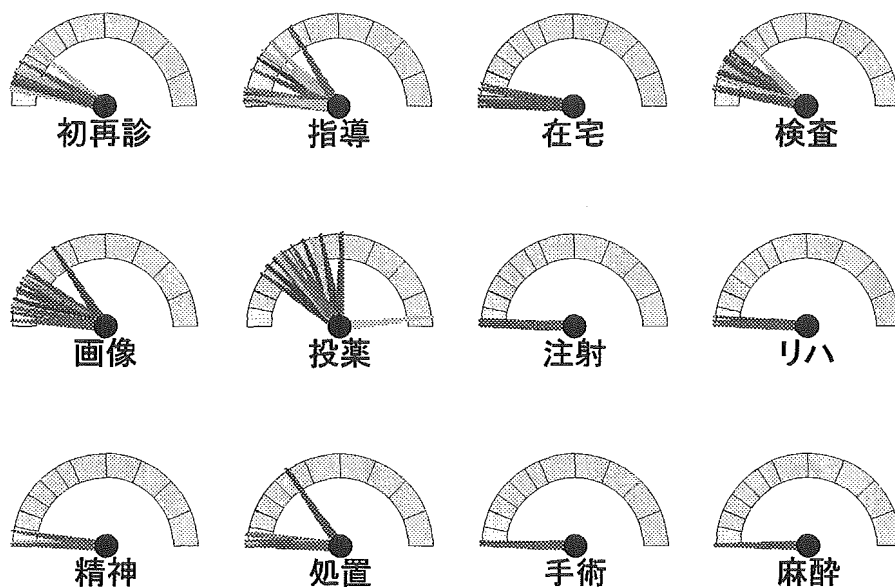 初再診 指導 在宅 検査
画像 投薬 注射 リハ
精神 処置 手術 麻酔